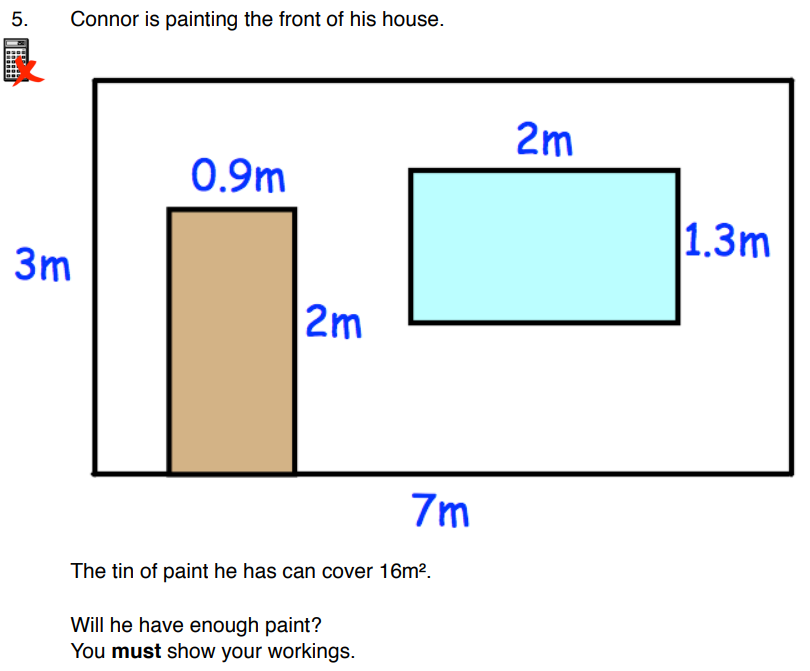 5. Connor is painting the front of his house.
2m
0.9m
1.3m
3m
2m
7m
The tin of paint he has can cover 16m².
Will he have enough paint?
You must show your workings.